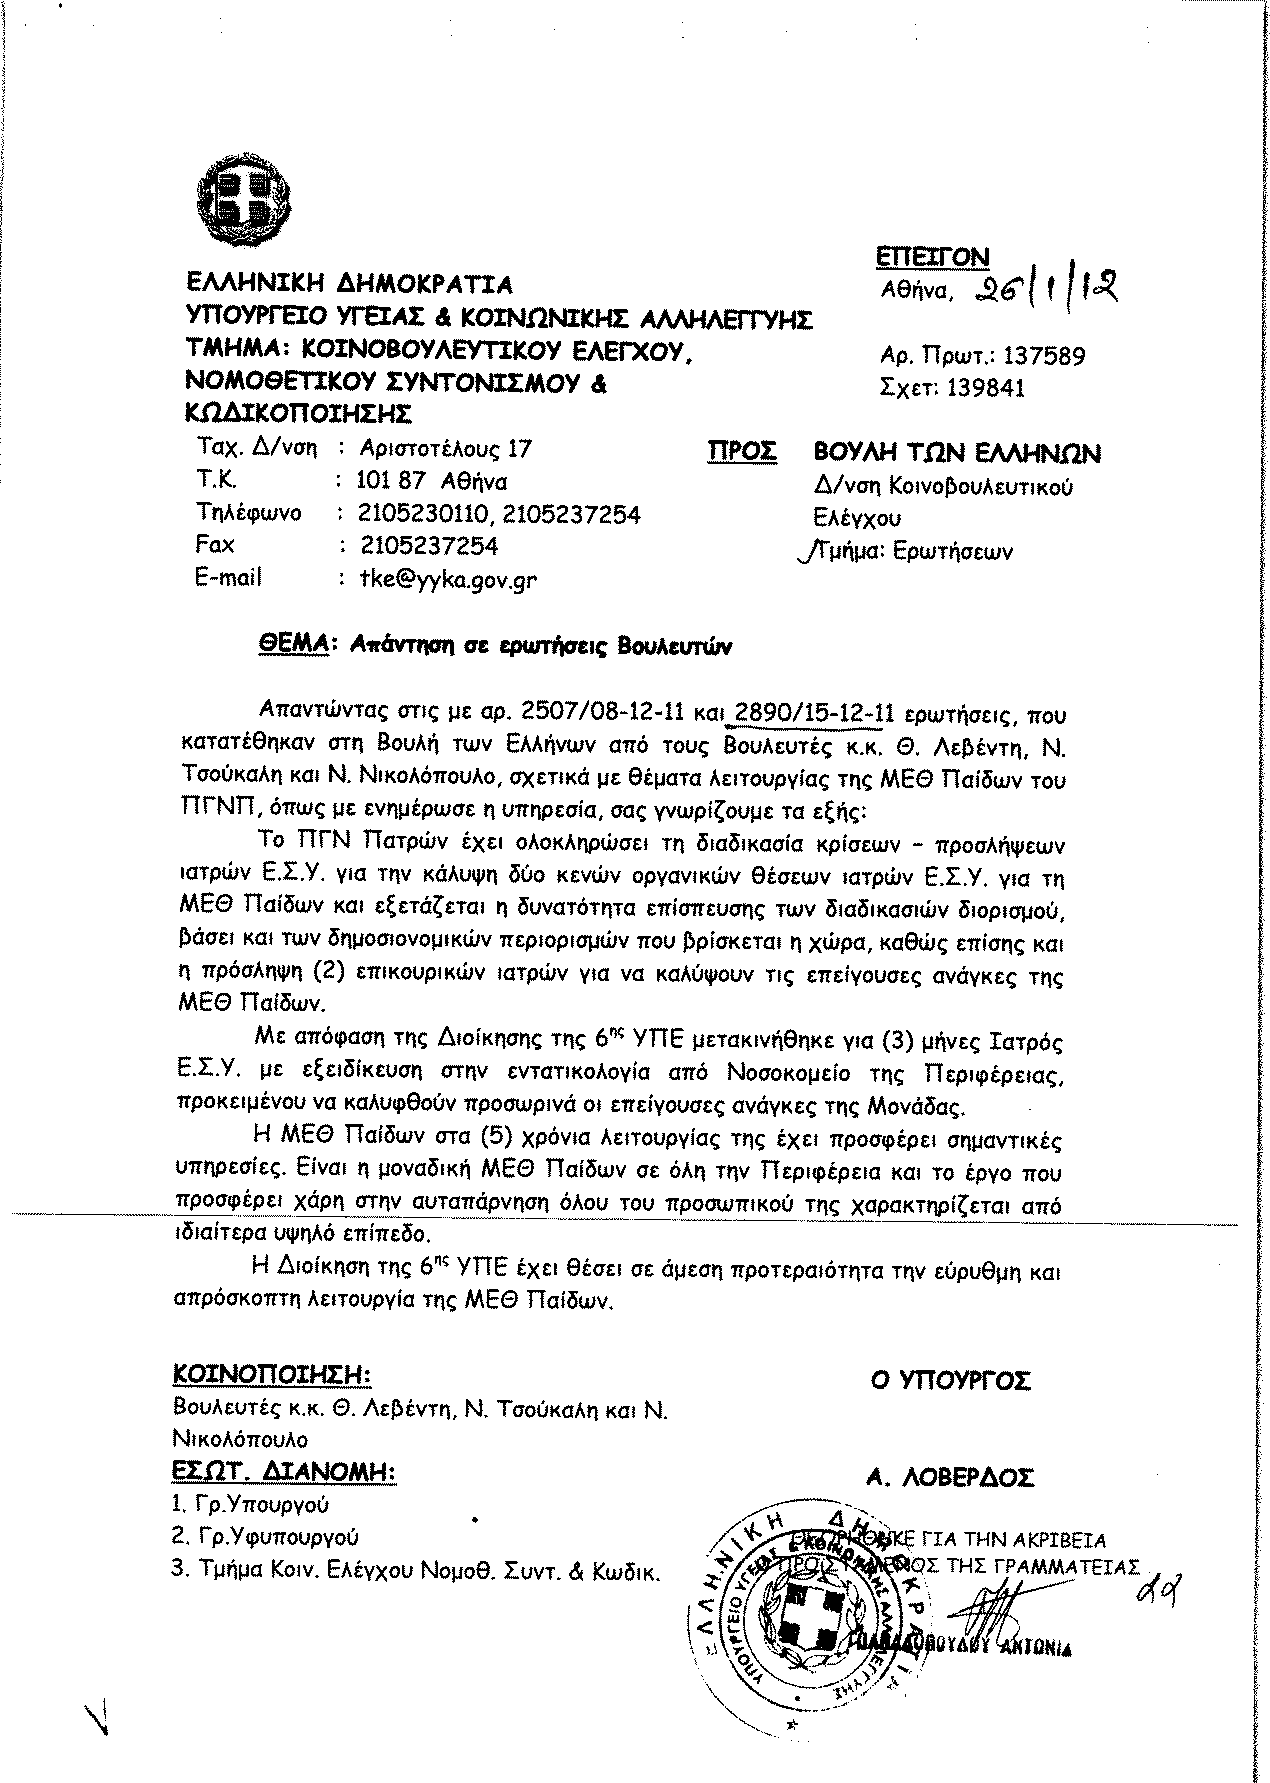 ΕΠΕΙΓΟΝ
ΕΛΛΗΝΙΚΗ ΔΗΜΟΚΡΑΤΙΑ
Αθήνα, 26/1/12
ΥΠΟΥΡΓΕΙΟ ΥΓΕΙΑΣ & ΚΟΙΝΩΝΙΚΗΣ ΑΛΛΗΛΕΓΓΥΗΣ
ΤΜΗΜΑ: ΚΟΙΝΟΒΟΥΛΕΥΤΙΚΟΥ ΕΛΕΓΧΟΥ,
Αρ. Πρωτ.: 137589
ΝΟΜΟΘΕΤΙΚΟΥ ΣΥΝΤΟΝΙΣΜΟΥ &
Σχετ: 139841
ΚΩΔΙΚΟΠΟΙΗΣΗΣ
Ταχ. Δ/νση : Αριστοτέλους 17
Τ.Κ. : 101 87 Αθήνα
Τηλέφωνο : 2105230110, 2105237254
Fax : 2105237254
E-mail : tke@yyka.gov.gr
ΠΡΟΣ ΒΟΥΛΗ ΤΩΝ ΕΛΛΗΝΩΝ
Δ/νση Κοινοβουλευτικού
Ελέγχου
Τμήμα: Ερωτήσεων
ΘΕΜΑ: Απάντηση σε ερωτήσεις Βουλευτών
Απαντώντας στις με αρ. 2507/08-12-11 και 2890/15-12-11 ερωτήσεις, που
κατατέθηκαν στη Βουλή των Ελλήνων από τους Βουλευτές κ.κ. Θ. Λεβέντη, Ν.
Τσούκαλη και Ν. Νικολόπουλο, σχετικά με θέματα λειτουργίας της ΜΕΘ Παίδων του
ΠΓΝΠ, όπως με ενημέρωσε η υπηρεσία, σας γνωρίζουμε τα εξής:
Το ΠΓΝ Πατρών έχει ολοκληρώσει τη διαδικασία κρίσεων - προσλήψεων
ιατρών Ε.Σ.Υ. για την κάλυψη δύο κενών οργανικών θέσεων ιατρών Ε.Σ.Υ. για τη
ΜΕΘ Παίδων και εξετάζεται η δυνατότητα επίσπευσης των διαδικασιών διορισμού,
βάσει και των δημοσιονομικών περιορισμών που βρίσκεται η χώρα, καθώς επίσης και
η πρόσληψη (2) επικουρικών ιατρών για να καλύψουν τις επείγουσες ανάγκες της
ΜΕΘ Παίδων.
Με απόφαση της Διοίκησης της 6ης ΥΠΕ μετακινήθηκε για (3) μήνες Ιατρός
Ε.Σ.Υ. με εξειδίκευση στην εντατικολογία από Νοσοκομείο της Περιφέρειας,
προκειμένου να καλυφθούν προσωρινά οι επείγουσες ανάγκες της Μονάδας.
Η ΜΕΘ Παίδων στα (5) χρόνια λειτουργίας της έχει προσφέρει σημαντικές
υπηρεσίες. Είναι η μοναδική ΜΕΘ Παίδων σε όλη την Περιφέρεια και το έργο που
προσφέρει χάρη στην αυταπάρνηση όλου του προσωπικού της χαρακτηρίζεται από
ιδιαίτερα υψηλό επίπεδο.
Η Διοίκηση της 6ης ΥΠΕ έχει θέσει σε άμεση προτεραιότητα την εύρυθμη και
απρόσκοπτη λειτουργία της ΜΕΘ Παίδων.
ΚΟΙΝΟΠΟΙΗΣΗ:
Βουλευτές κ.κ. Θ. Λεβέντη, Ν. Τσούκαλη και Ν.
Νικολόπουλο
ΕΣΩΤ. ΔΙΑΝΟΜΗ:
1. Γρ.Υπουργού
2. Γρ.Υφυπουργού
3. Τμήμα Κοιν. Ελέγχου Νομοθ. Συντ. & Κωδικ.
Ο ΥΠΟΥΡΓΟΣ
Α. ΛΟΒΕΡΔΟΣ
ΓΙΑ ΤΗΝ ΑΚΡΙΒΕΙΑ
ΤΗΣ ΓΡΑΜΜΑΤΕΙΑΣ
ΠΑΠΑΔΟΠΟΥΛΟΥ ΑΝΤΩΝΙΑ
ΕΛΛΗΝΙΚΗ ΔΗΜΟΚΡΑΤΙΑ
ΥΠΟΥΡΓΕΙΟ ΥΓΕΙΑΣ & ΚΟΙΝΩΝΙΚΗΣ ΑΛΛΗΛΕΓΓΥΗΣ